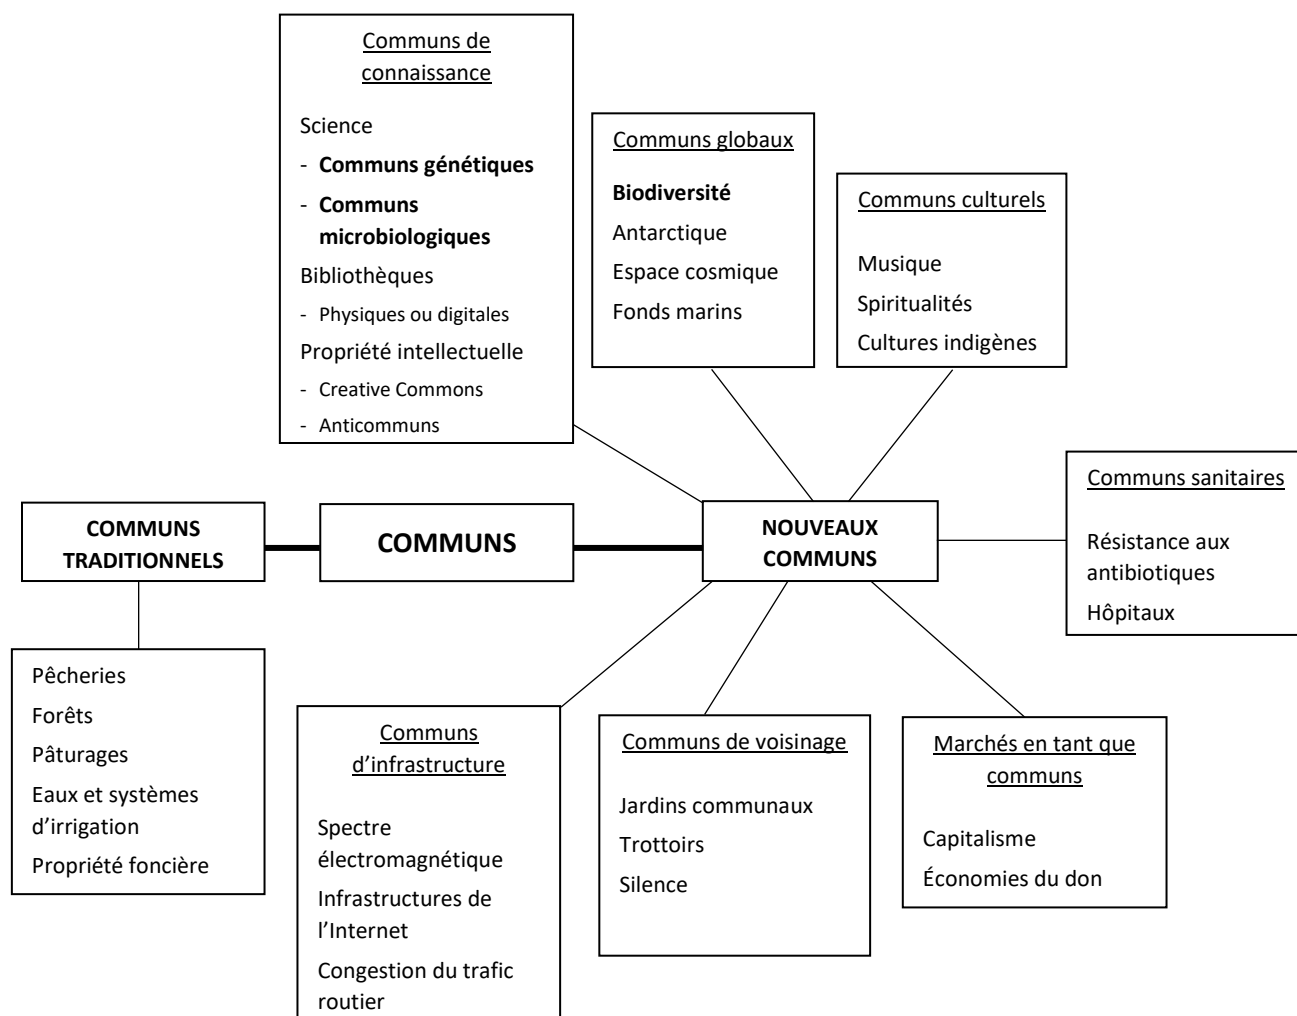 Communs de
connaissance
Science
- Communs génétiques
- Communs
microbiologiques
Bibliothèques
- Physiques ou digitales
Propriété intellectuelle
- Creative Commons
- Anticommuns
Communs globaux
Biodiversité
Antarctique
Espace cosmique
Fonds marins
Communs culturels
Musique
Spiritualités
Cultures indigènes
Communs sanitaires
Résistance aux
antibiotiques
Hôpitaux
COMMUNS
TRADITIONNELS
COMMUNS
NOUVEAUX
COMMUNS
Pêcheries
Forêts
Pâturages
Eaux et systèmes
d’irrigation
Propriété foncière
Communs
d’infrastructure
Spectre
électromagnétique
Infrastructures de
l’Internet
Congestion du trafic
routier
Communs de voisinage
Jardins communaux
Trottoirs
Silence
Marchés en tant que
communs
Capitalisme
Économies du don